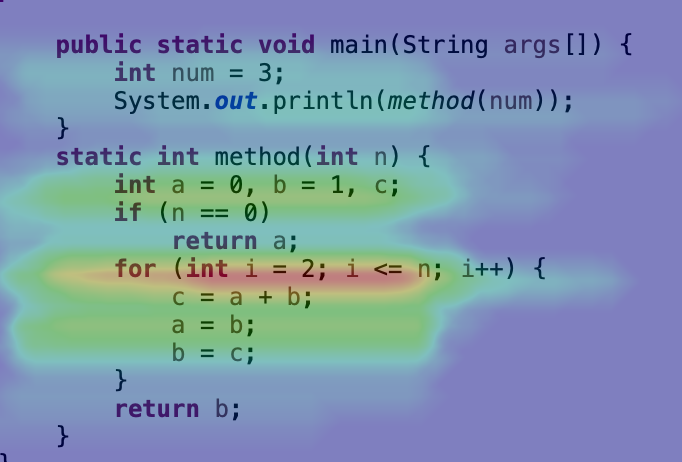 public static void main(String args[]) {
int num = 3;
System.out.println(method(num));
}
static int method(int n) {
int a = 0, b = 1, c;
if (n == 0)
return a;
for (int i = 2; i <= n; i++) {
c = a + b;
a = b;
b = c;
}
return b;
}
}